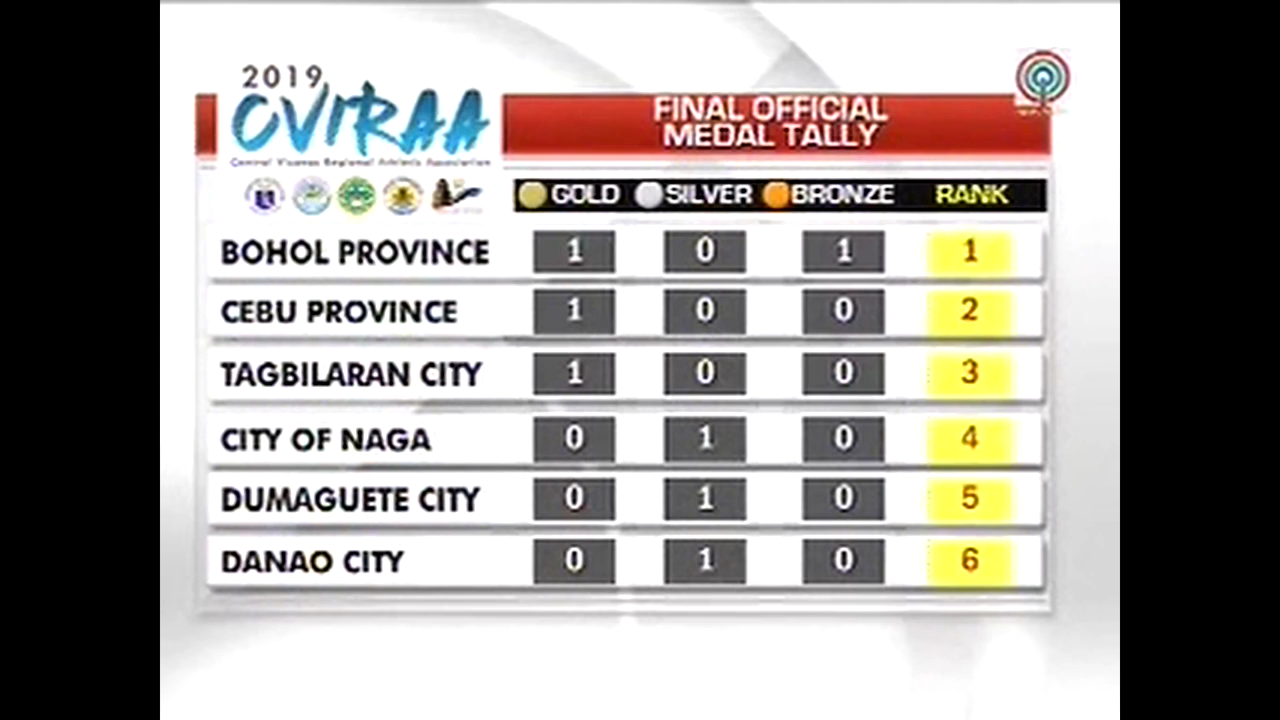 2019
CVIRAA
Central Visayas Regional Athletic Association
FINAL OFFICIAL
MEDAL TALLY
GOLD SILVER BRONZE RANK
BOHOL PROVINCE 1 0 1 1
CEBU PROVINCE 1 0 0 2
TAGBILARAN CITY 1 0 0 3
CITY OF NAGA 0 1 0 4
DUMAGUETE CITY 0 1 0 5
DANAO CITY 0 1 0 6